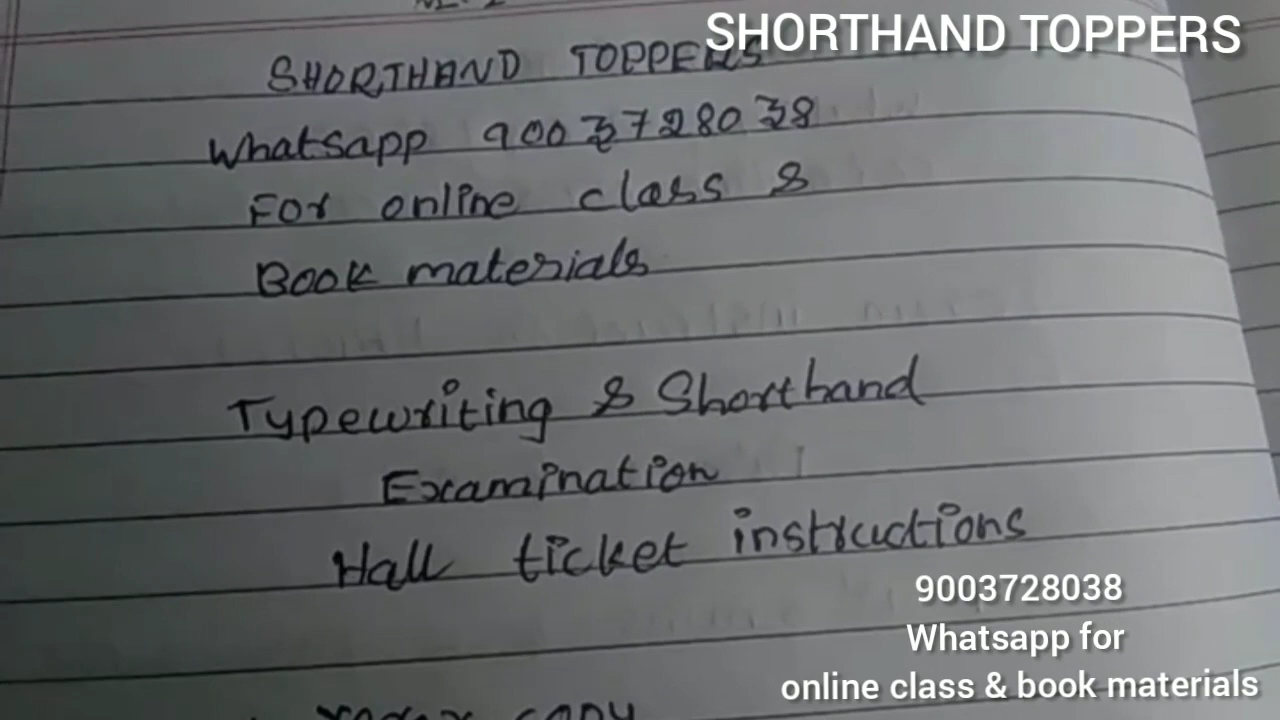 SHORTHAND TOPPERS
SHORTHAND TOPPERS
Whatsapp 9003728038
For online class &
Book materials
Typewriting & Shorthand
Examination
Hall ticket instructions
9003728038
Whatsapp for
online class & book materials
copy